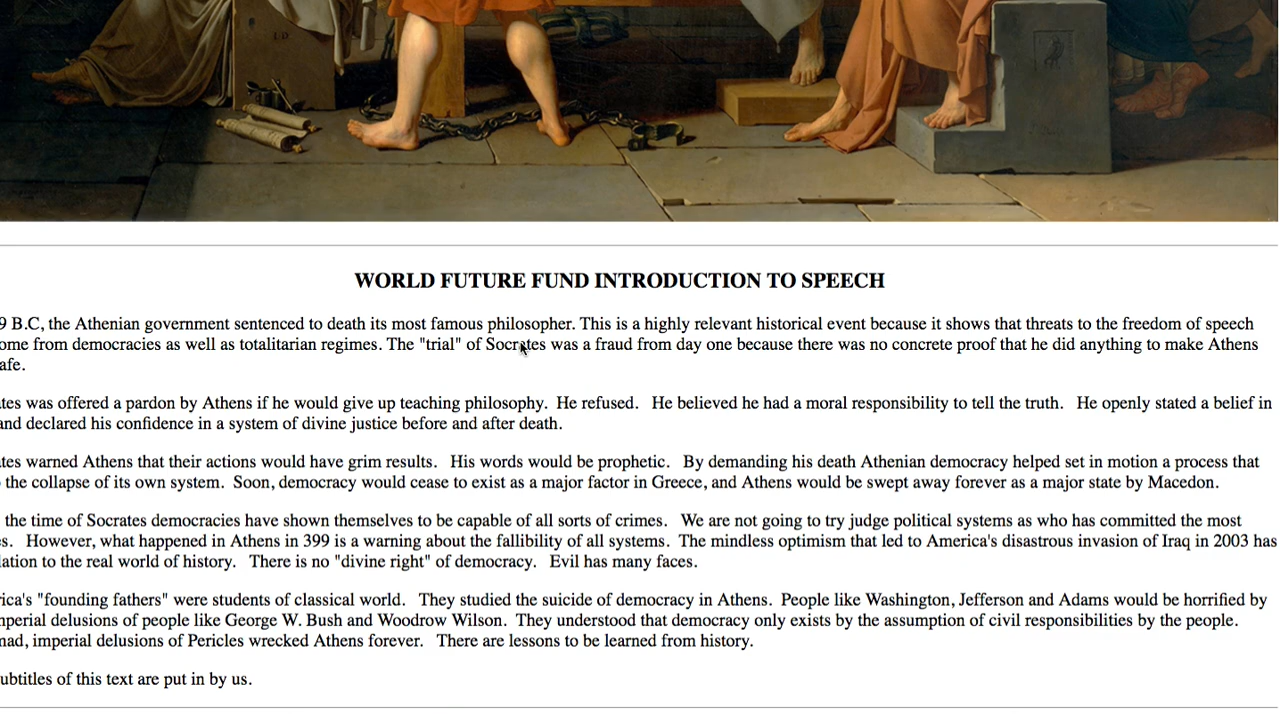 WORLD FUTURE FUND INTRODUCTION TO SPEECH
9 B.C, the Athenian government sentenced to death its most famous philosopher. This is a highly relevant historical event because it shows that threats to the freedom of speech
ome from democracies as well as totalitarian regimes. The "trial" of Socrates was a fraud from day one because there was no concrete proof that he did anything to make Athens
afe.
tes was offered a pardon by Athens if he would give up teaching philosophy. He refused. He believed he had a moral responsibility to tell the truth. He openly stated a belief in
and declared his confidence in a system of divine justice before and after death.
tes warned Athens that their actions would have grim results. His words would be prophetic. By demanding his death Athenian democracy helped set in motion a process that
the collapse of its own system. Soon, democracy would cease to exist as a major factor in Greece, and Athens would be swept away forever as a major state by Macedon.
the time of Socrates democracies have shown themselves to be capable of all sorts of crimes. We are not going to try judge political systems as who has committed the most
s. However, what happened in Athens in 399 is a warning about the fallibility of all systems. The mindless optimism that led to America's disastrous invasion of Iraq in 2003 has
lation to the real world of history. There is no "divine right" of democracy. Evil has many faces.
rica's "founding fathers" were students of classical world. They studied the suicide of democracy in Athens. People like Washington, Jefferson and Adams would be horrified by
mperial delusions of people like George W. Bush and Woodrow Wilson. They understood that democracy only exists by the assumption of civil responsibilities by the people.
mad, imperial delusions of Pericles wrecked Athens forever. There are lessons to be learned from history.
ubtitles of this text are put in by us.